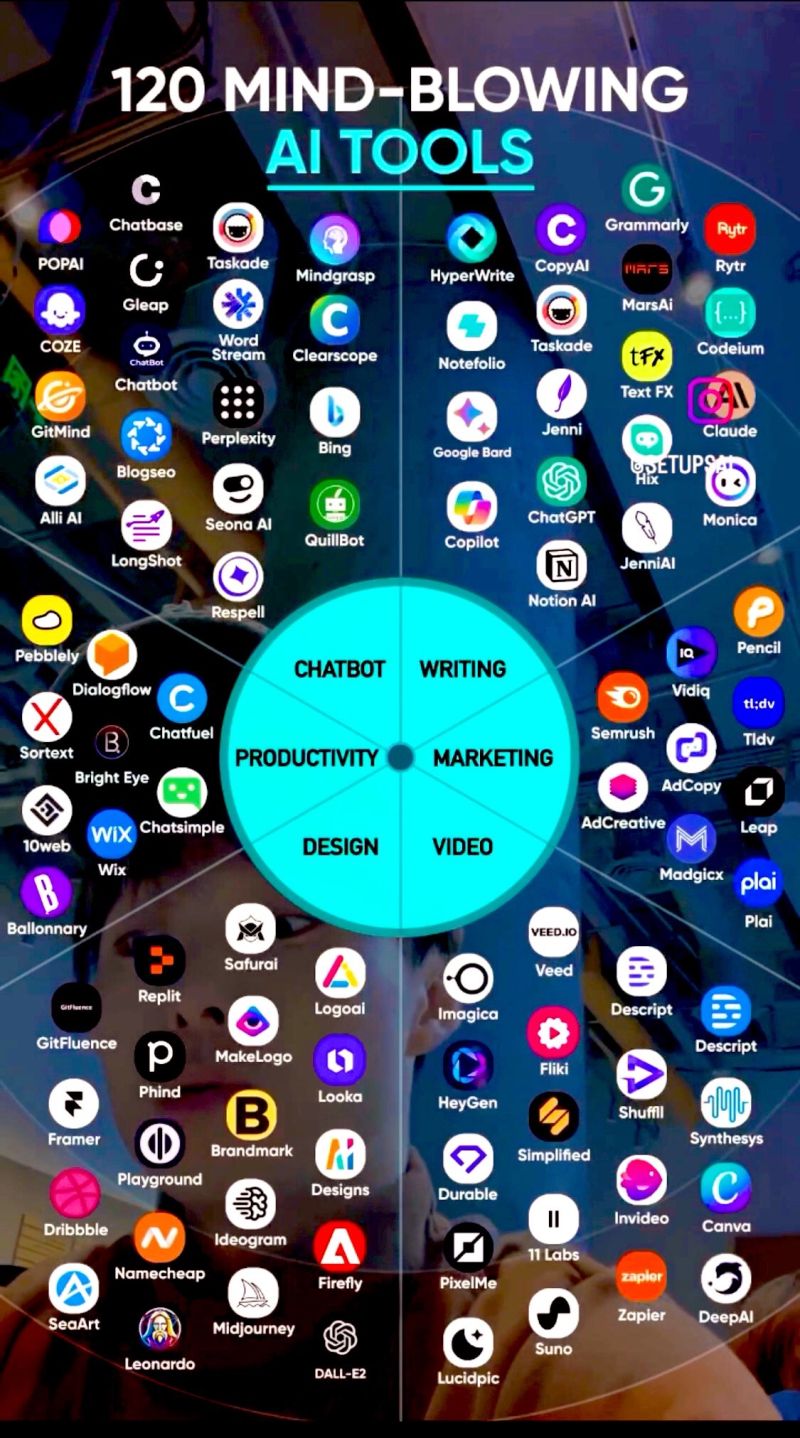 120 MIND-BLOWING
AI TOOLS
Chatbase
POPAI
Taskade
Mindgrasp
Gleap
COZE
Word
Stream
Clearscope
ChatBot
Chatbot
GitMind
Perplexity
Bing
Blogseo
Alli AI
Seona AI
QuillBot
LongShot
Respell
G
Grammarly
HyperWrite
CopyAI
Rytr
Rytr
MARS
MarsAi
Notefolio
Taskade
{...}
Codeium
tFX
Text FX
Jenni
Google Bard
AI
Claude
@SETUPSAI
Hix
Copilot
ChatGPT
Monica
JenniAI
N
Notion AI
CHATBOT
WRITING
PRODUCTIVITY
MARKETING
DESIGN
VIDEO
Pebblely
Dialogflow
Chatfuel
Sortext
Bright Eye
Chatsimple
10web
WiX
Wix
Ballonnary
Pencil
IQ
Vidiq
Semrush
tl;dv
Tldv
AdCopy
AdCreative
Leap
Madgicx
plai
Plai
Safurai
Replit
Logoai
GitFluence
GitFluence
MakeLogo
Phind
Looka
Framer
Brandmark
Playground
Designs
Dribbble
Ideogram
Namecheap
Firefly
SeaArt
Midjourney
Leonardo
DALL-E2
VEED.IO
Veed
Imagica
Descript
Descript
Fliki
HeyGen
Shuffll
Simplified
Synthesys
Durable
Invideo
Canva
11 Labs
PixelMe
zapier
Zapier
DeepAI
Suno
Lucidpic